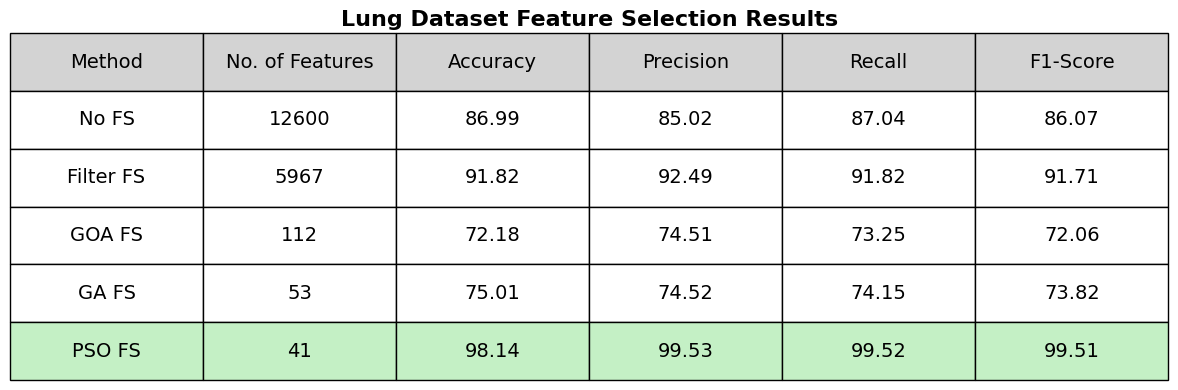 Lung Dataset Feature Selection Results
Method No. of Features Accuracy Precision Recall F1-Score
No FS 12600 86.99 85.02 87.04 86.07
Filter FS 5967 91.82 92.49 91.82 91.71
GOA FS 112 72.18 74.51 73.25 72.06
GA FS 53 75.01 74.52 74.15 73.82
PSO FS 41 98.14 99.53 99.52 99.51